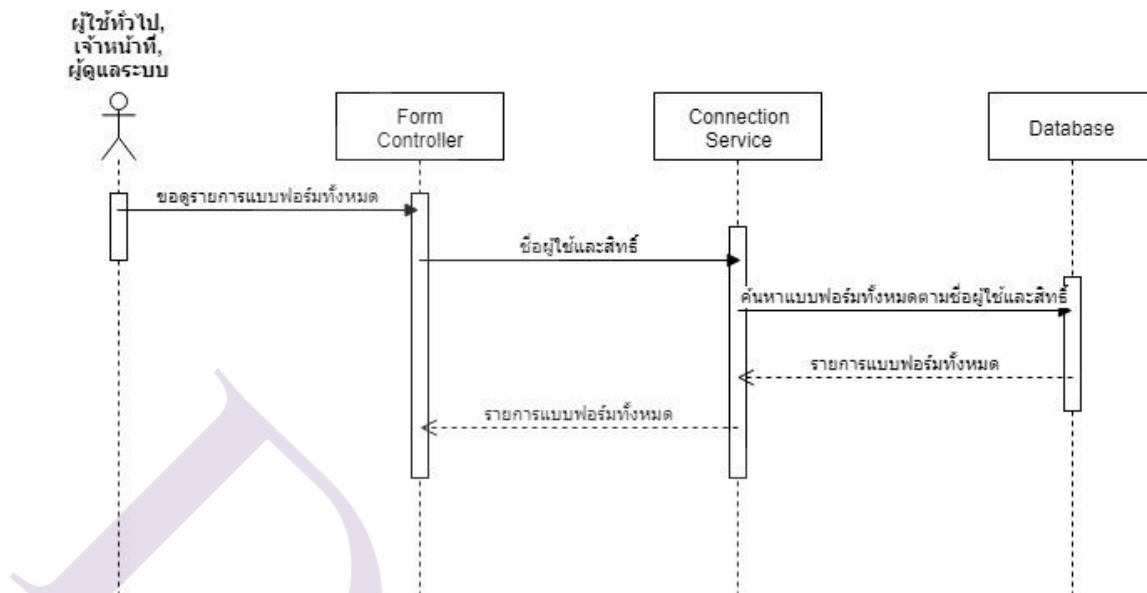 ผู้ใช้ทั่วไป,
เจ้าหน้าที่,
ผู้ดูแลระบบ
Form
Controller
Connection
Service
Database
ขอดูรายการแบบฟอร์มทั้งหมด
ชื่อผู้ใช้และสิทธิ์
ค้นหาแบบฟอร์มทั้งหมดตามชื่อผู้ใช้และสิทธิ์
รายการแบบฟอร์มทั้งหมด
รายการแบบฟอร์มทั้งหมด